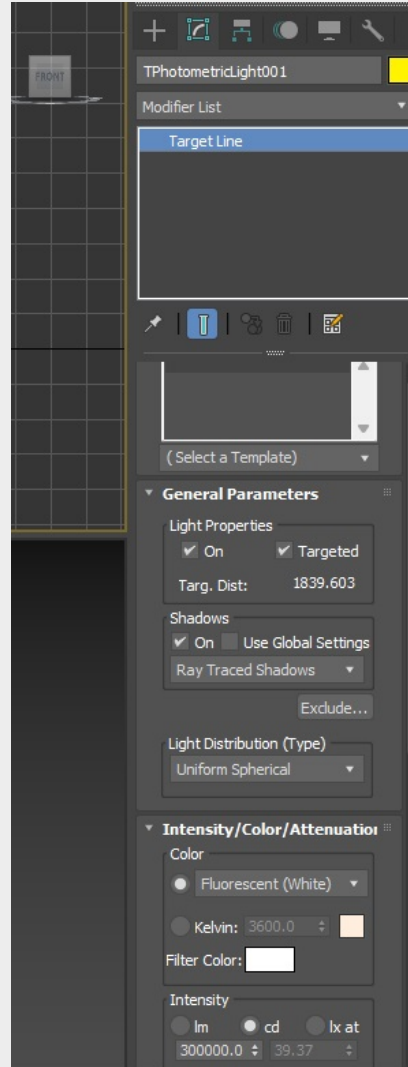 FRONT
TPhotometricLight001
Modifier List
Target Line
(Select a Template)
General Parameters
Light Properties
On Targeted
Targ. Dist: 1839.603
Shadows
On Use Global Settings
Ray Traced Shadows
Exclude...
Light Distribution (Type)
Uniform Spherical
Intensity/Color/Attenuation
Color
Fluorescent (White)
Kelvin: 3600.0
Filter Color:
Intensity
lm cd lx at
300000.0 39.37